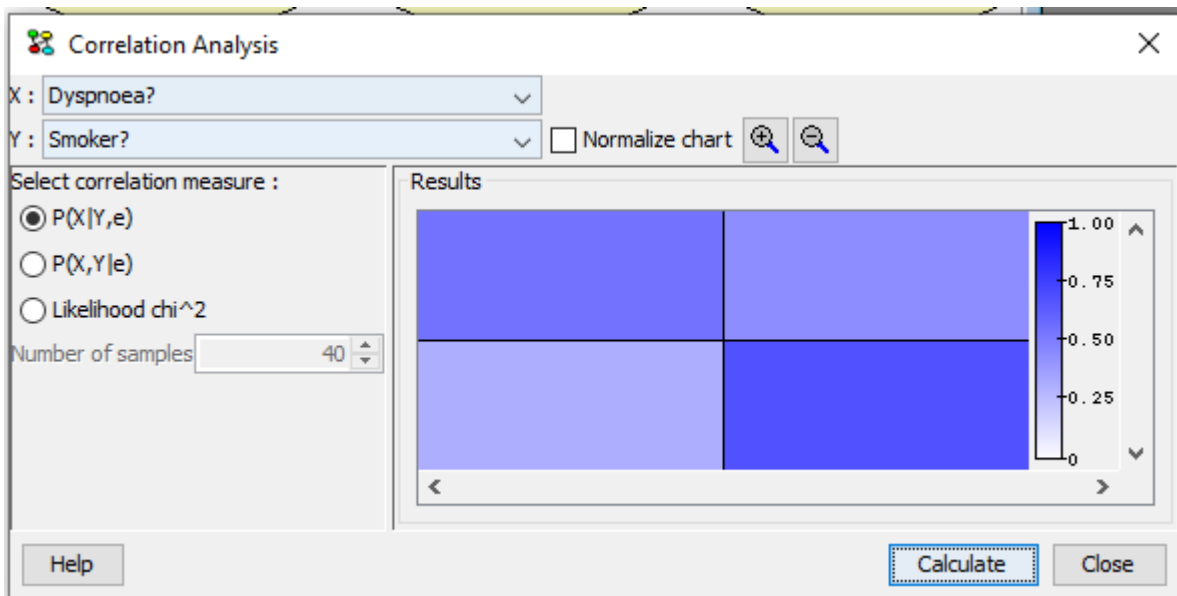 Correlation Analysis
X : Dyspnoea?
Y : Smoker?
Normalize chart
Select correlation measure :
P(X|Y,e)
P(X,Y|e)
Likelihood chi^2
Number of samples 40
Results
1.00
0.75
0.50
0.25
0
Help
Calculate
Close